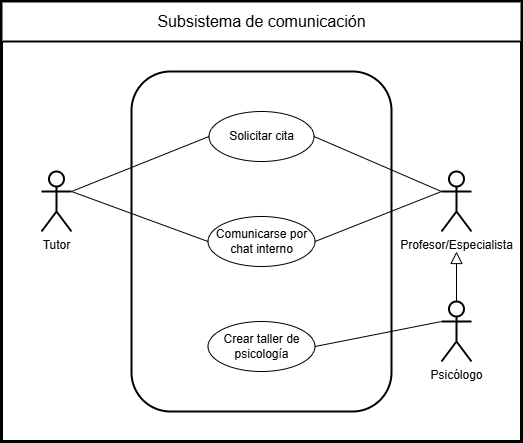 Subsistema de comunicación
Solicitar cita
Tutor
Comunicarse por
chat interno
Profesor/Especialista
Crear taller de
psicología
Psicólogo